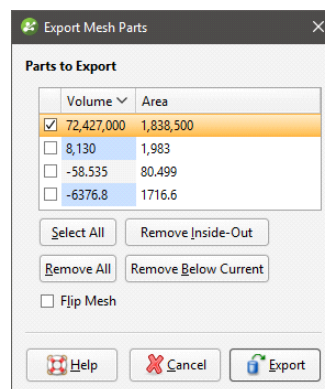 Export Mesh Parts
Parts to Export
Volume Area
72,427,000 1,838,500
8,130 1,983
-58.535 80.499
-6376.8 1716.6
Select All Remove Inside-Out
Remove All Remove Below Current
Flip Mesh
Help Cancel Export